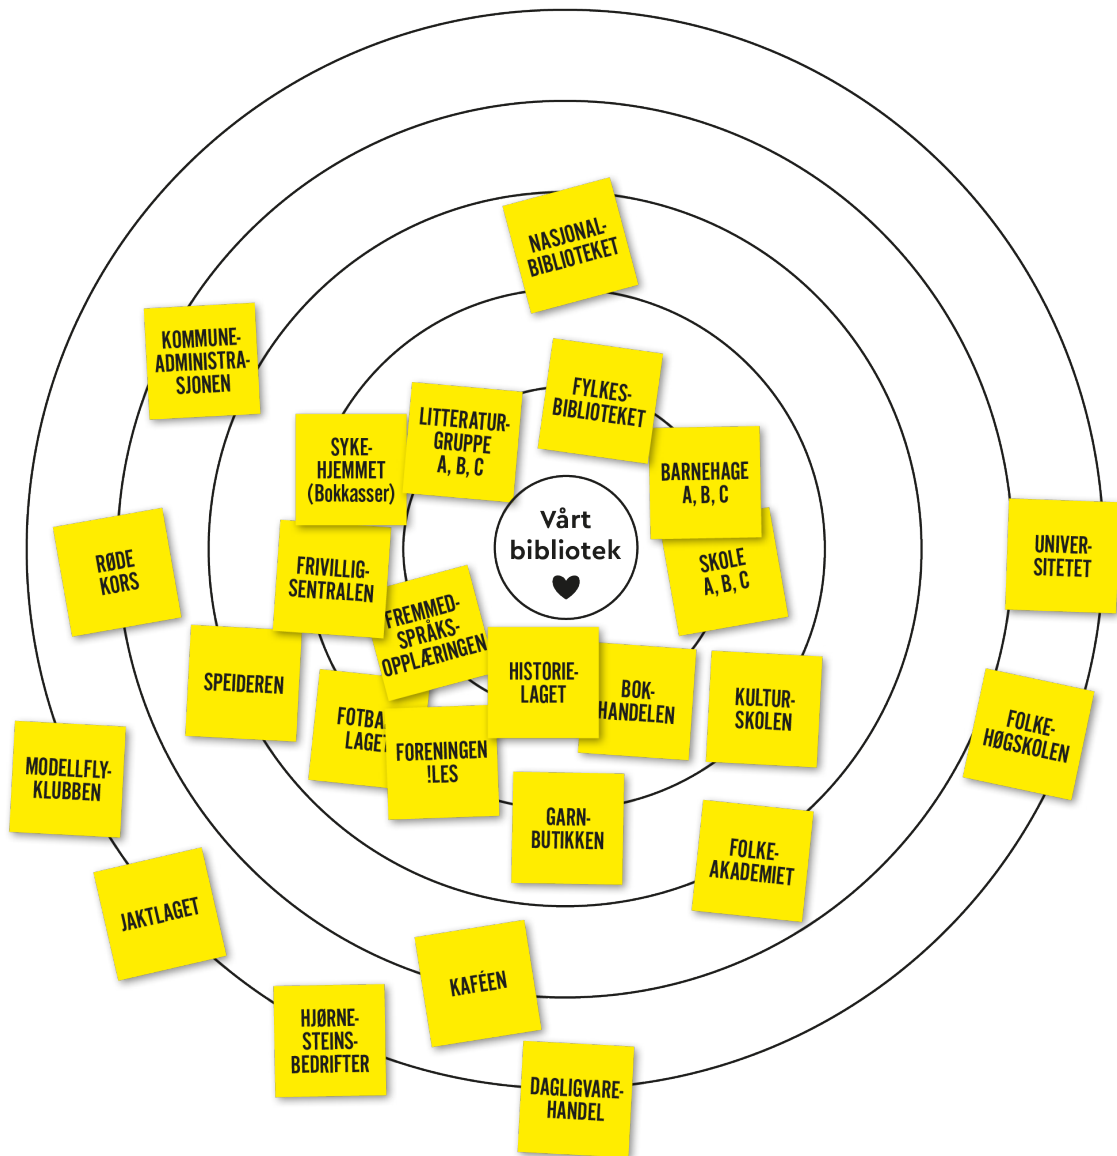 NASJONAL-
BIBLIOTEKET
KOMMUNE-
ADMINISTRA-
SJONEN
FYLKES-
BIBLIOTEKET
LITTERATUR-
GRUPPE
A, B, C
SYKE-
HJEMMET
(Bokkasser)
BARNEHAGE
A, B, C
Vårt
bibliotek
SKOLE
A, B, C
UNIVER-
SITETET
RØDE
KORS
FRIVILLIG-
SENTRALEN
FREMMED-
SPRÅKS-
OPPLÆRINGEN
SPEIDEREN
HISTORIE-
LAGET
BOK-
HANDELEN
KULTUR-
SKOLEN
FOLKE-
HØGSKOLEN
FOTBA
LAGET
FORENINGEN
!LES
MODELLFLY-
KLUBBEN
GARN-
BUTIKKEN
FOLKE-
AKADEMIET
JAKTLAGET
KAFÉEN
HJØRNE-
STEINS-
BEDRIFTER
DAGLIGVARE-
HANDEL